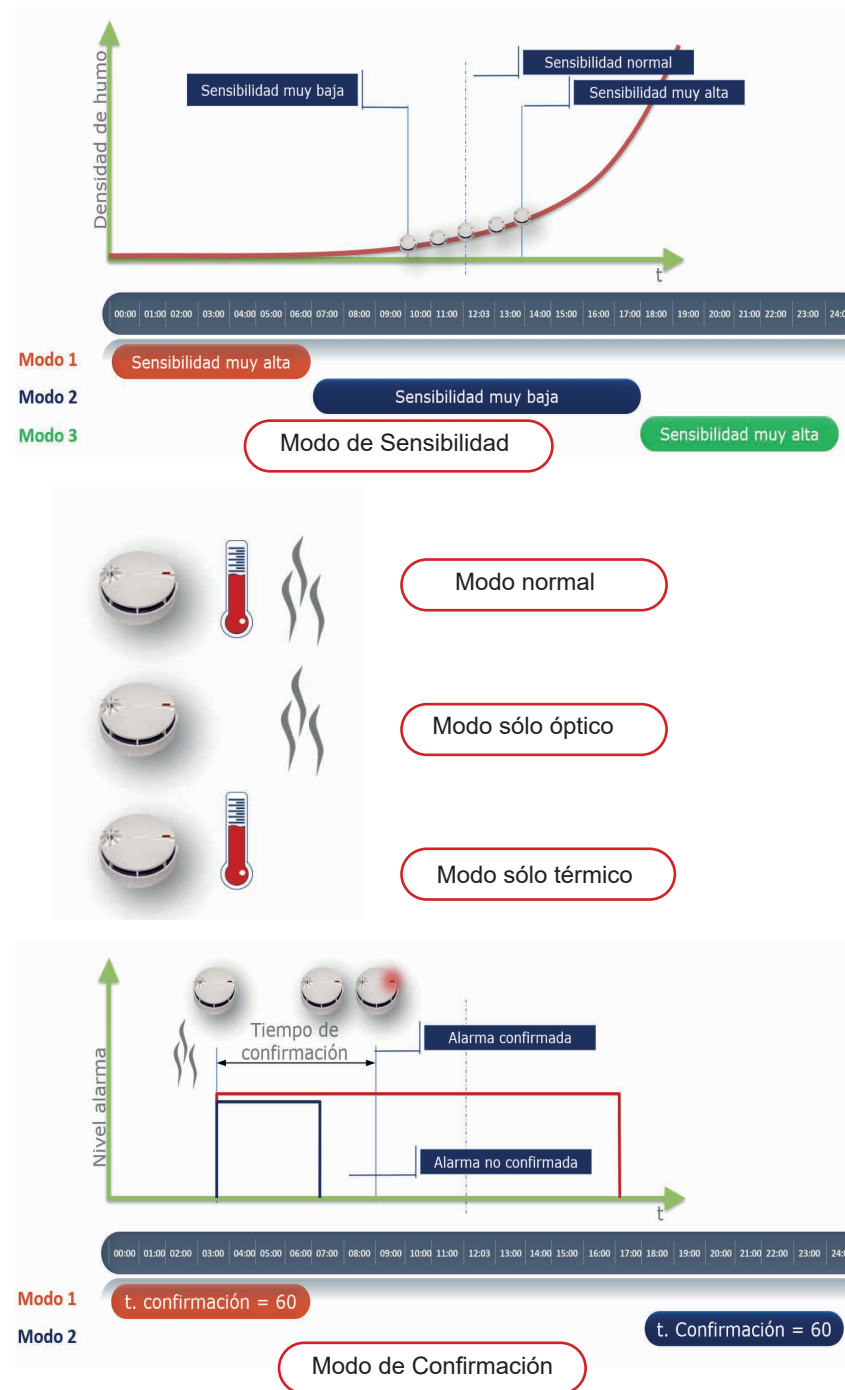 Densidad de humo
Sensibilidad normal
Sensibilidad muy baja
Sensibilidad muy alta
t
00:00 01:00 02:00 03:00 04:00 05:00 06:00 07:00 08:00 09:00 10:00 11:00 12:03 13:00 14:00 15:00 16:00 17:00 18:00 19:00 20:00 21:00 22:00 23:00
Modo 1 Sensibilidad muy alta
Modo 2 Sensibilidad muy baja
Modo 3 Sensibilidad muy alta
Modo de Sensibilidad
Modo normal
Modo sólo óptico
Modo sólo térmico
Nivel alarma
Tiempo de
confirmación
Alarma confirmada
Alarma no confirmada
t
00:00 01:00 02:00 03:00 04:00 05:00 06:00 07:00 08:00 09:00 10:00 11:00 12:03 13:00 14:00 15:00 16:00 17:00 18:00 19:00 20:00 21:00 22:00 23:00
Modo 1 t. confirmación = 60
Modo 2 t. Confirmación = 60
Modo de Confirmación